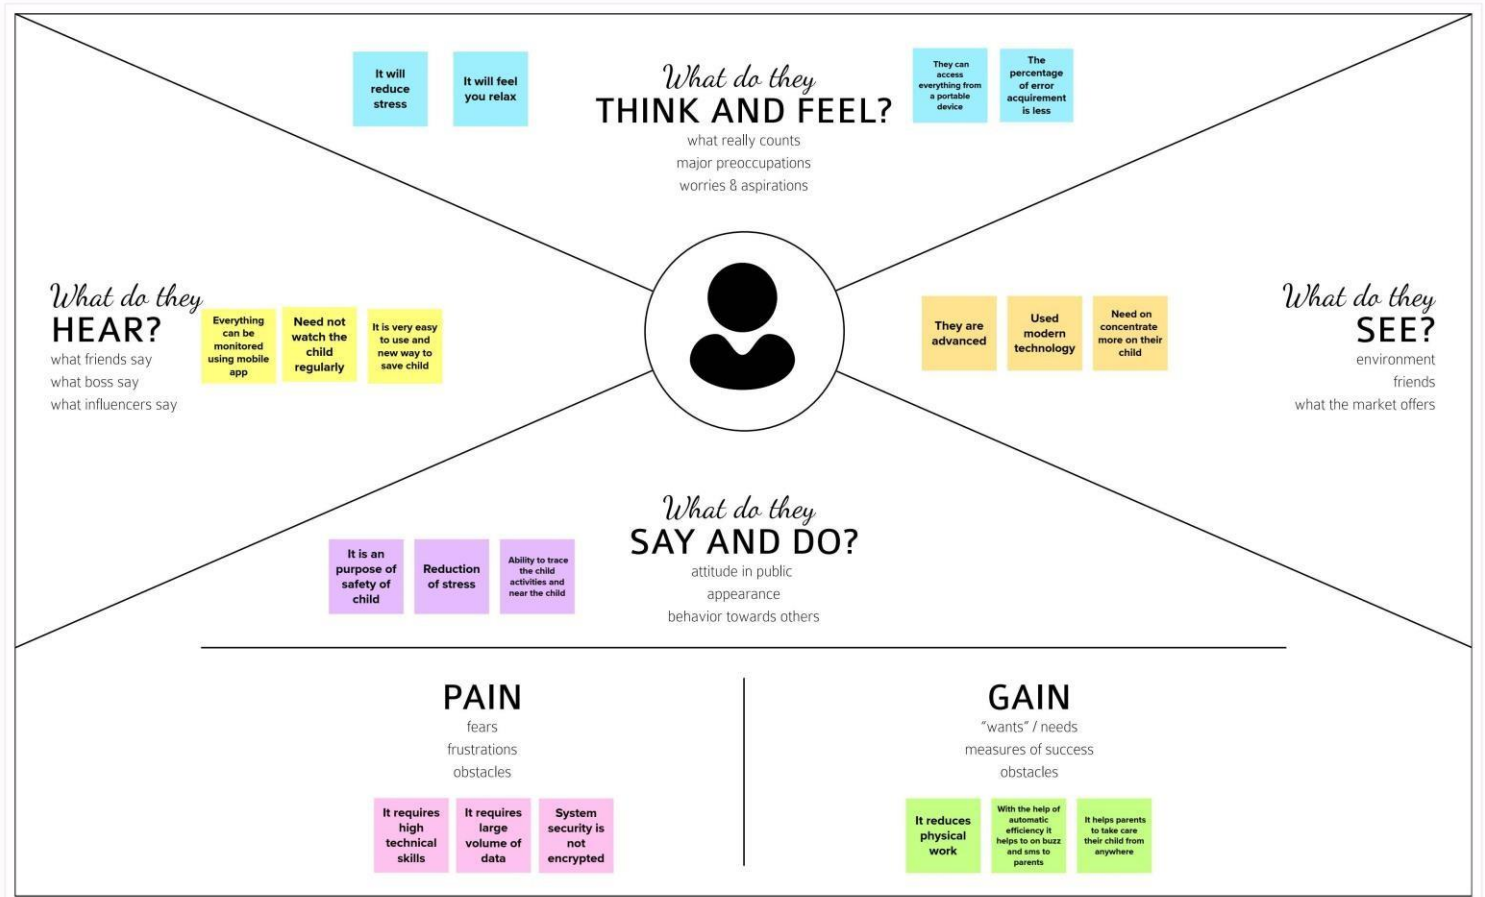 It will
reduce
stress
It will feel
you relax
What do they
THINK AND FEEL?
what really counts
major preoccupations
worries & aspirations
They can
access
everything from
a portable
device
The
percentage
of error
acquirement
is less
What do they
HEAR?
what friends say
what boss say
what influencers say
Everything
can be
monitored
using mobile
app
Need not
watch the
child
regularly
It is very easy
to use and
new way to
save child
They are
advanced
Used
modern
technology
Need on
concentrate
more on their
child
What do they
SEE?
environment
friends
what the market offers
What do they
SAY AND DO?
attitude in public
appearance
behavior towards others
It is an
purpose of
safety of
child
Reduction
of stress
Ability to trace
the child
activities and
near the child
PAIN
fears
frustrations
obstacles
It requires
high
technical
skills
It requires
large
volume of
data
System
security is
not
encrypted
GAIN
"wants" / needs
measures of success
obstacles
It reduces
physical
work
With the help of
automatic
efficiency it
helps to on buzz
and sms to
parents
It helps parents
to take care
their child from
anywhere